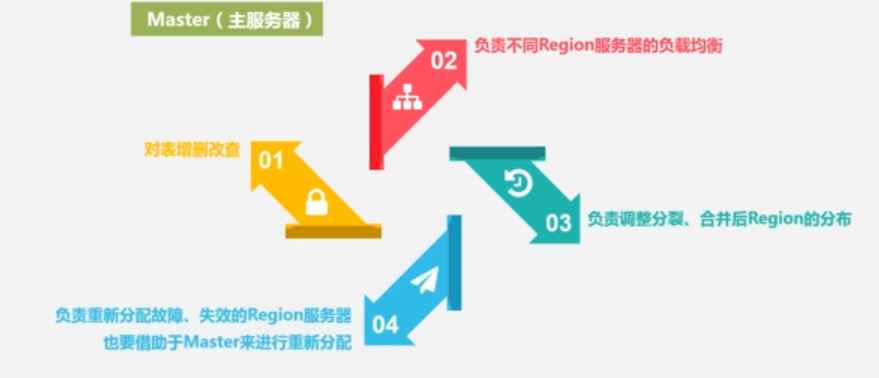 Master（主服务器）
01
对表增删改查
02
负责不同Region服务器的负载均衡
03
负责调整分裂、合并后Region的分布
04
负责重新分配故障、失效的Region服务器
也要借助于Master来进行重新分配